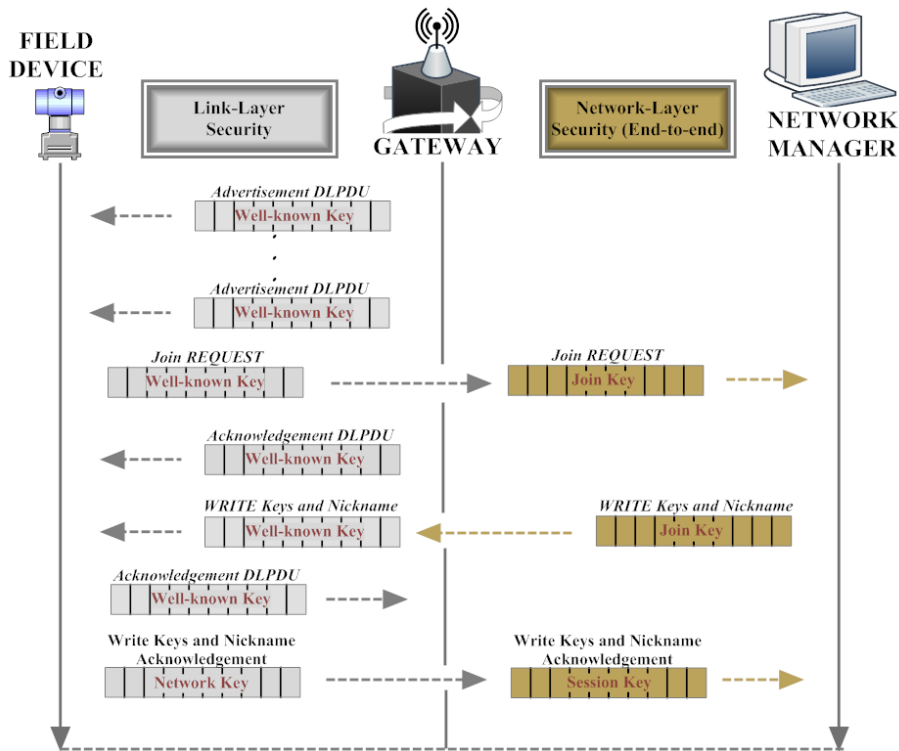 FIELD
DEVICE
Link-Layer
Security
GATEWAY
Network-Layer
Security (End-to-end)
NETWORK
MANAGER
Advertisement DLPDU
Well-known Key
Advertisement DLPDU
Well-known Key
Join REQUEST
Well-known Key
Join REQUEST
Join Key
Acknowledgement DLPDU
Well-known Key
WRITE Keys and Nickname
Well-known Key
WRITE Keys and Nickname
Join Key
Acknowledgement DLPDU
Well-known Key
Write Keys and Nickname
Acknowledgement
Network Key
Write Keys and Nickname
Acknowledgement
Session Key